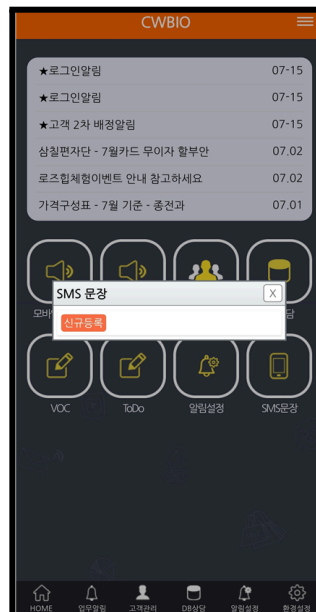 CWBIO
★로그인알림 07-15
★로그인알림 07-15
★고객 2차 배정알림 07-15
삼칠편자단 - 7월카드 무이자 할부안 07.02
로즈힙체험이벤트 안내 참고하세요 07.02
가격구성표 - 7월 기준 - 종전과 07.01
SMS 문장 X
신규등록
VOC ToDo 알림설정 SMS문장
HOME 업무알림 고객관리 DB상담 알림설정 환경설정